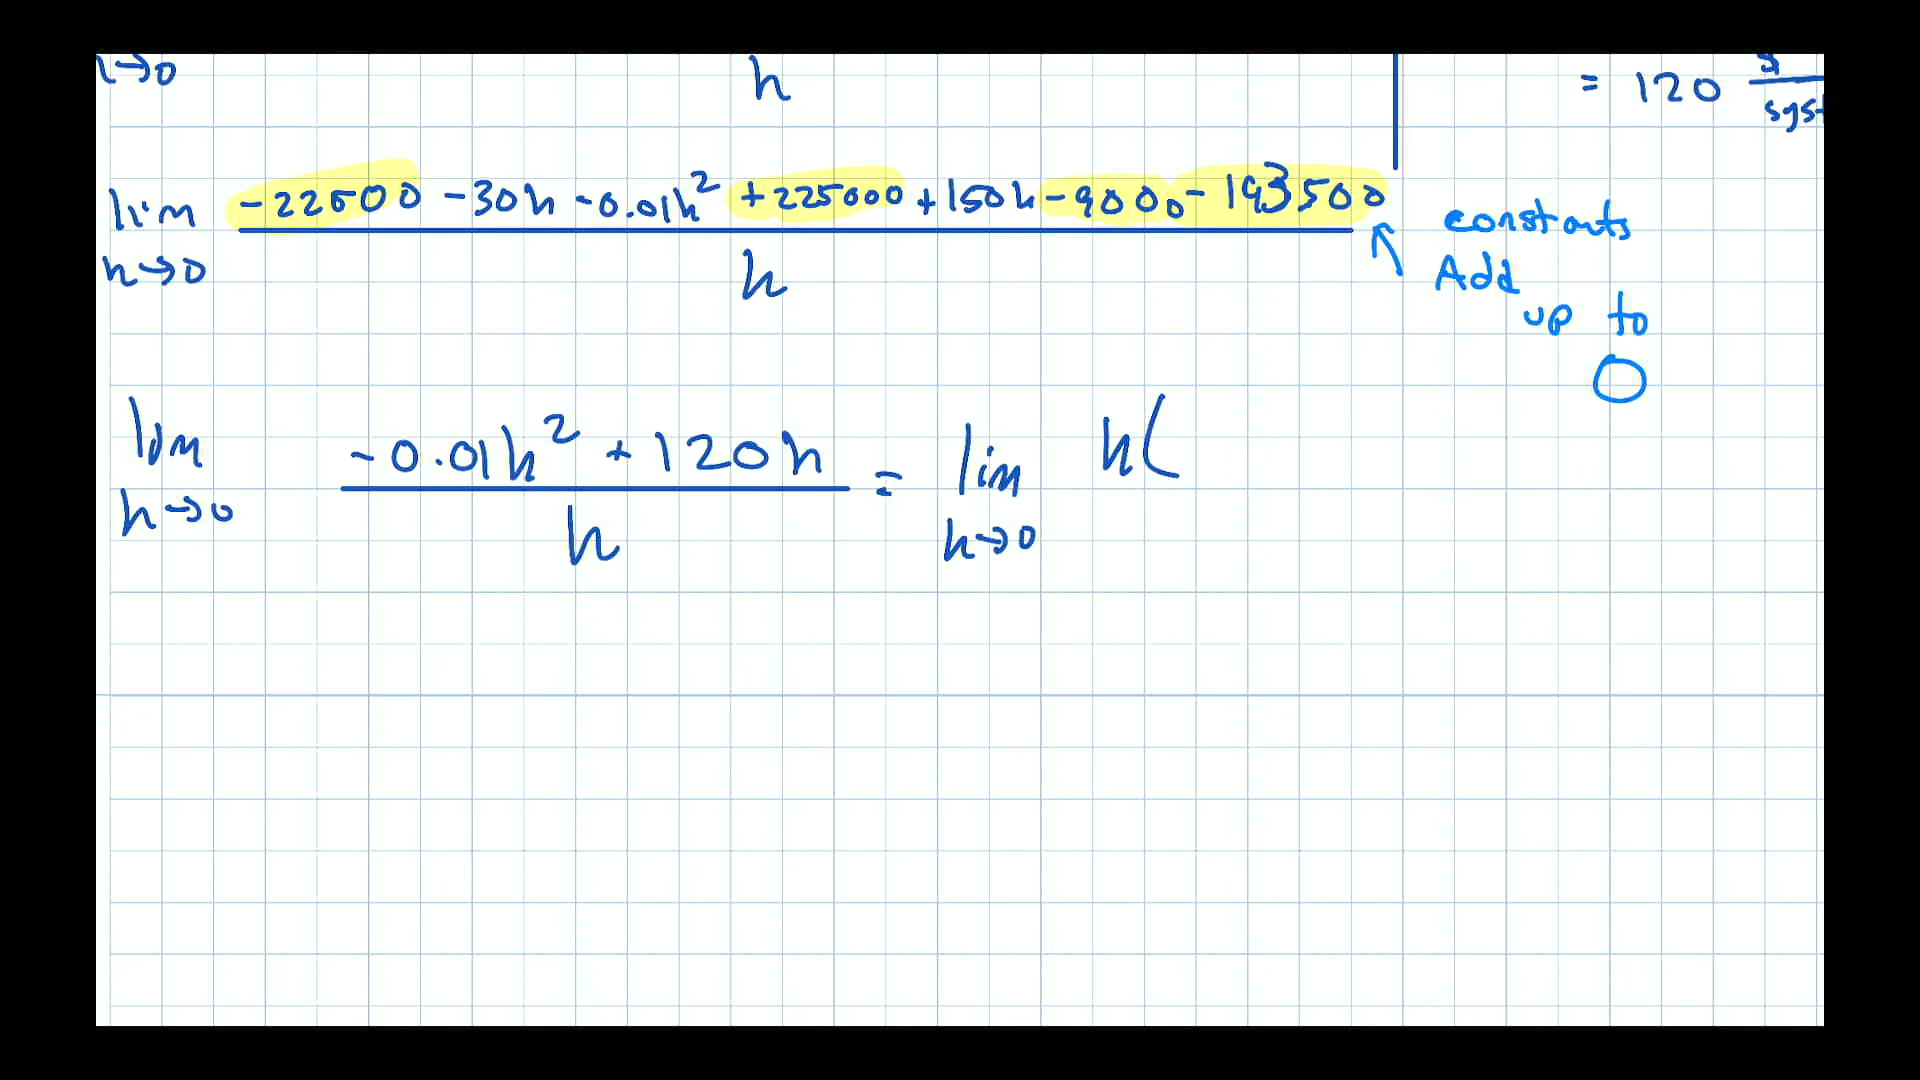 h→0 h = 120 $/syst
lim h→0 (-22500 - 30h - 0.01h² + 225000 + 150h - 9000 - 193500) / h
constants
Add
up to
0
lim h→0 (-0.01h² + 120h) / h = lim h→0 h(